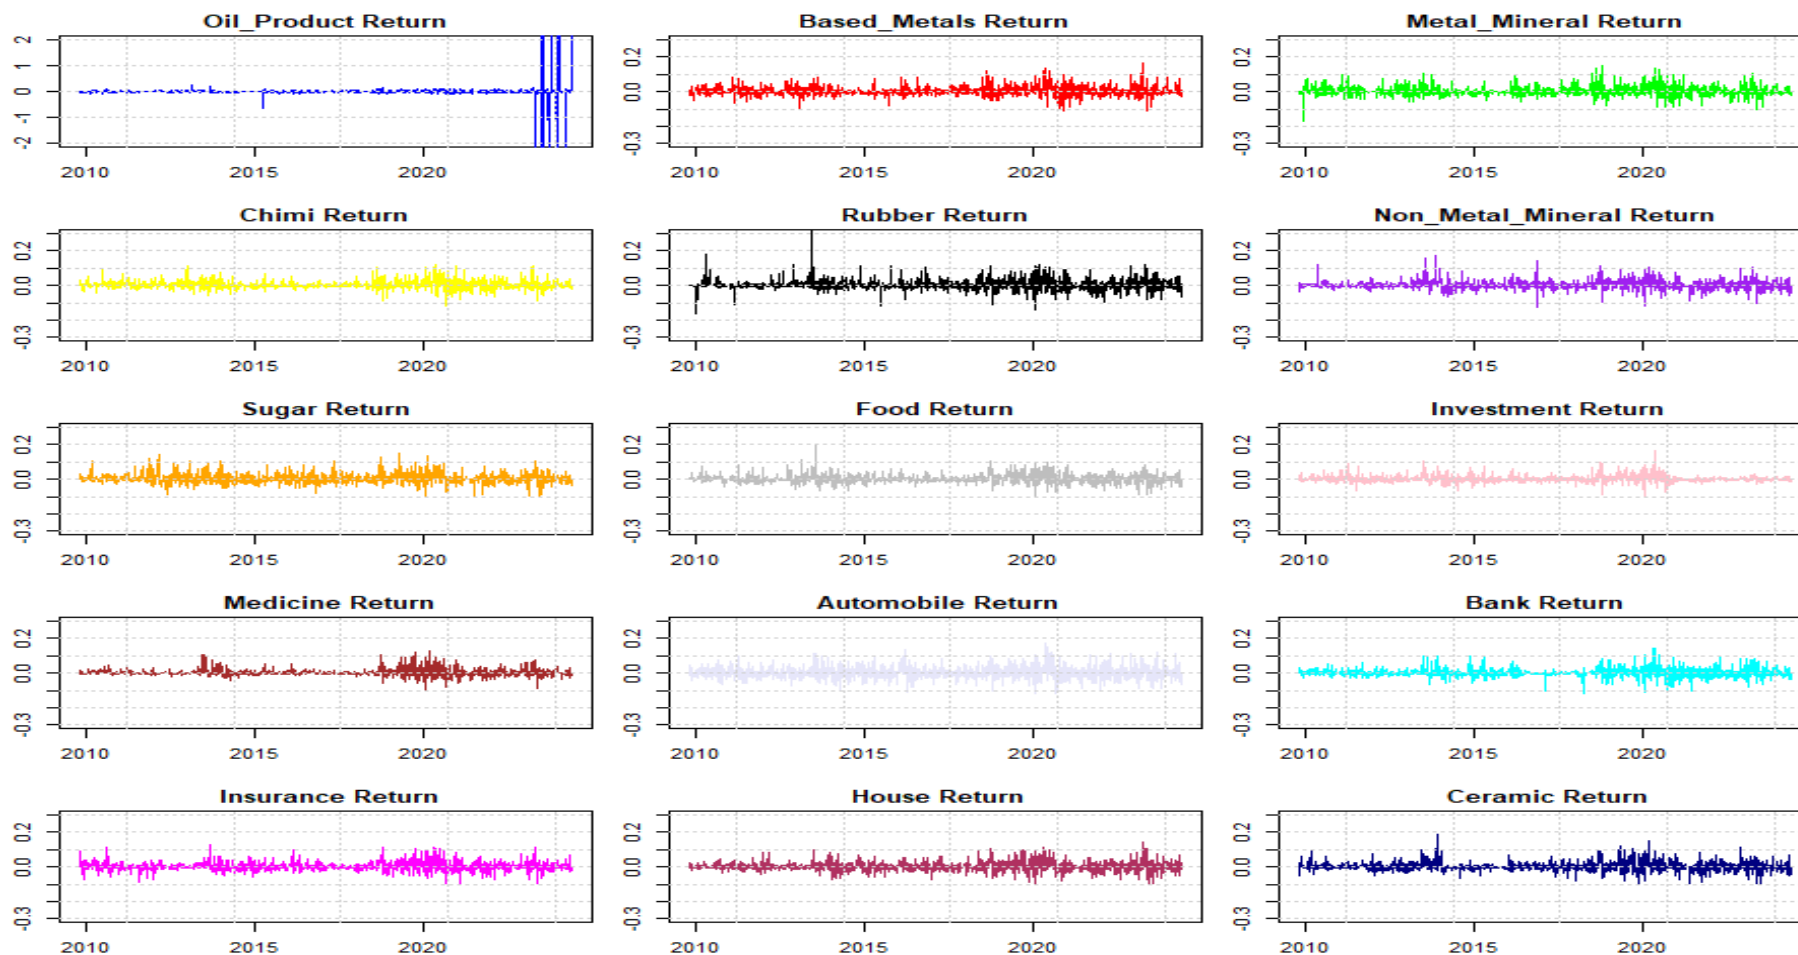 Oil_Product Return
2
1
0
-1
-2
2010 2015 2020
Based_Metals Return
0.2
0.0
-0.3
2010 2015 2020
Metal_Mineral Return
0.2
0.0
-0.3
2010 2015 2020
Chimi Return
0.2
0.0
-0.3
2010 2015 2020
Rubber Return
0.2
0.0
-0.3
2010 2015 2020
Non_Metal_Mineral Return
0.2
0.0
-0.3
2010 2015 2020
Sugar Return
0.2
0.0
-0.3
2010 2015 2020
Food Return
0.2
0.0
-0.3
2010 2015 2020
Investment Return
0.2
0.0
-0.3
2010 2015 2020
Medicine Return
0.2
0.0
-0.3
2010 2015 2020
Automobile Return
0.2
0.0
-0.3
2010 2015 2020
Bank Return
0.2
0.0
-0.3
2010 2015 2020
Insurance Return
0.2
0.0
-0.3
2010 2015 2020
House Return
0.2
0.0
-0.3
2010 2015 2020
Ceramic Return
0.2
0.0
-0.3
2010 2015 2020